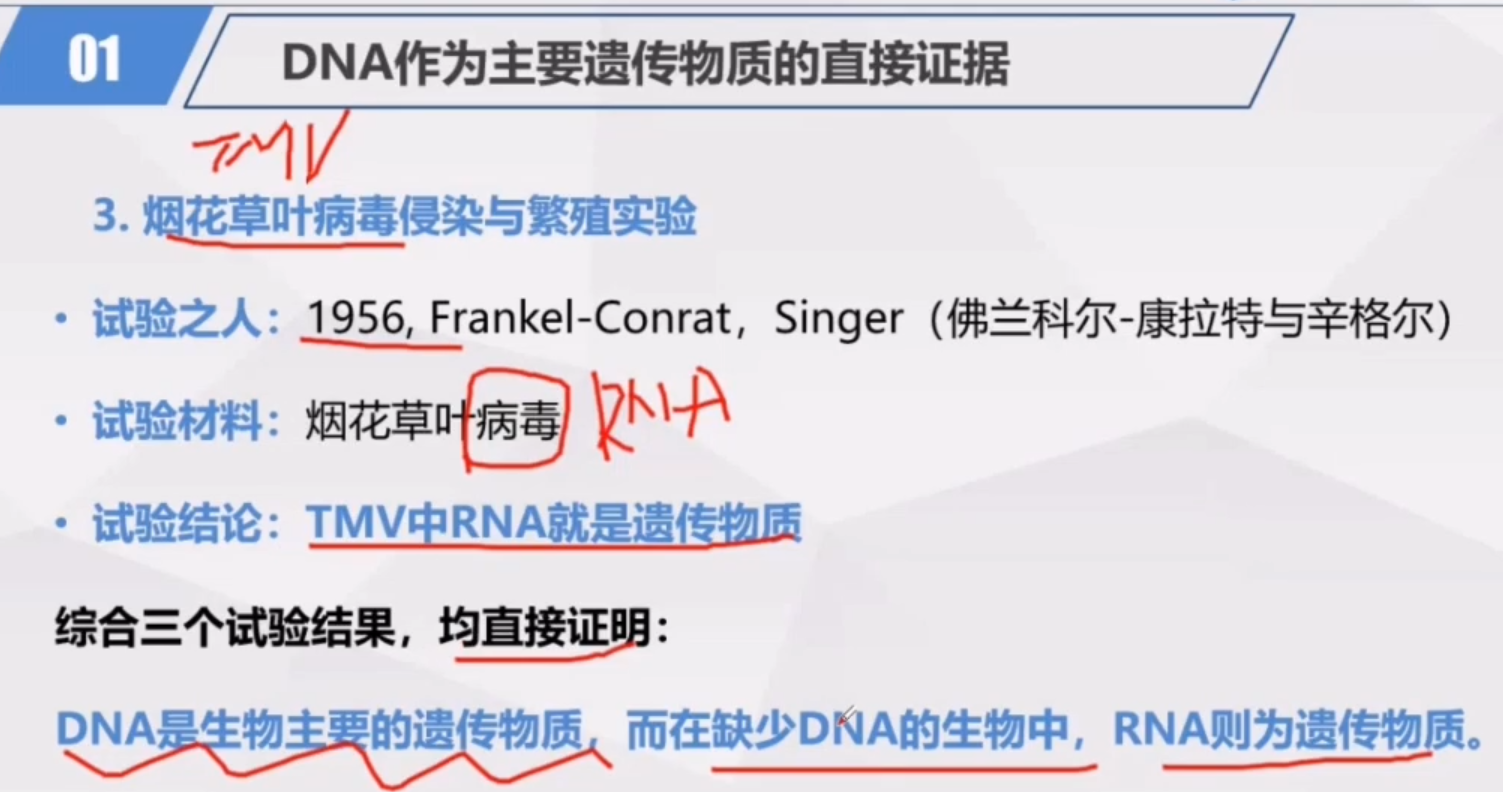 01
DNA作为主要遗传物质的直接证据
TMV
3. 烟花草叶病毒侵染与繁殖实验
• 试验之人：1956, Frankel-Conrat，Singer（佛兰科尔-康拉特与辛格尔）
• 试验材料：烟花草叶病毒 RNA
• 试验结论：TMV中RNA就是遗传物质
综合三个试验结果，均直接证明：
DNA是生物主要的遗传物质，而在缺少DNA的生物中，RNA则为遗传物质。